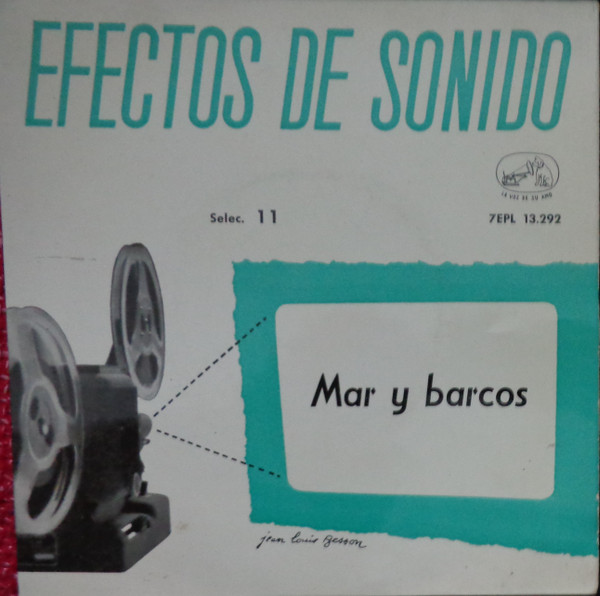 EFECTOS DE SONIDO
LA VOZ DE SU AMO
Selec. 11
7EPL 13.292
Mar y barcos
jean louis Besson